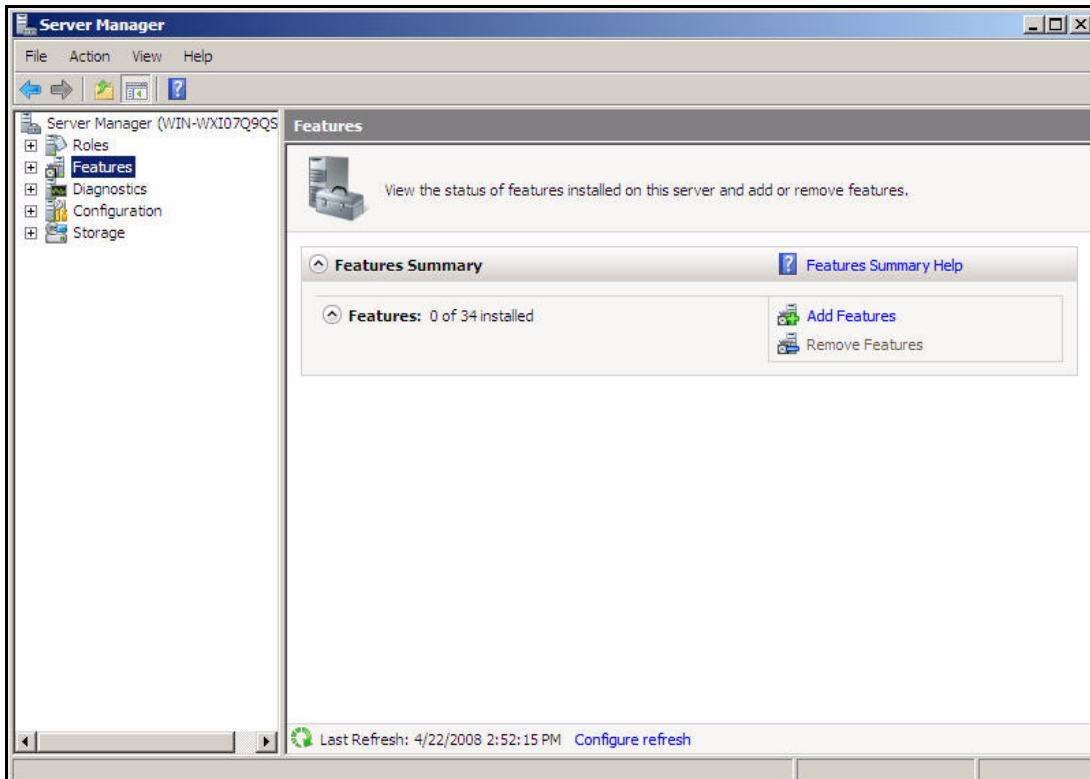 Server Manager
File Action View Help
Server Manager (WIN-WXI07Q9QS
Roles
Features
Diagnostics
Configuration
Storage
Features
View the status of features installed on this server and add or remove features.
Features Summary
Features Summary Help
Features: 0 of 34 installed
Add Features
Remove Features
Last Refresh: 4/22/2008 2:52:15 PM Configure refresh